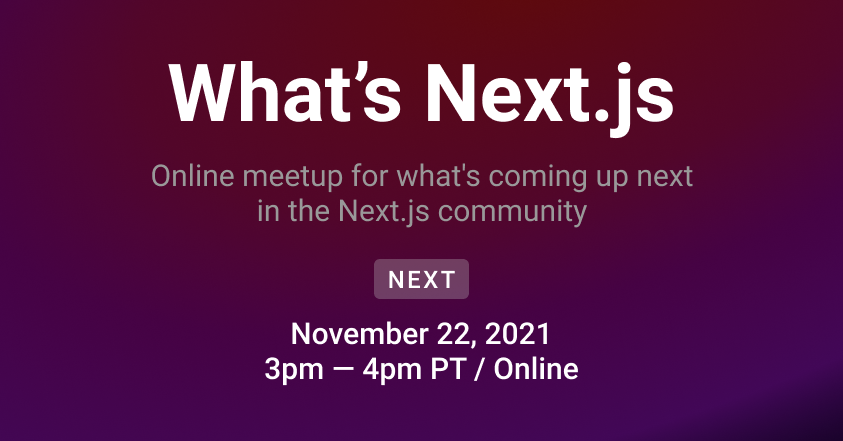 What’s Next.js
Online meetup for what's coming up next
in the Next.js community
NEXT
November 22, 2021
3pm — 4pm PT / Online